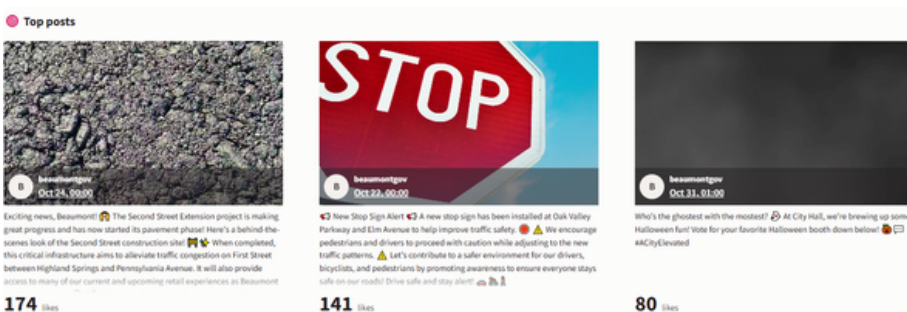 Top posts
B
beaumontgov
Oct 24, 00:00
Exciting news, Beaumont! The Second Street Extension project is making
great progress and has now started its pavement phase! Here's a behind-the-
scenes look of the Second Street construction site! When completed,
this critical infrastructure aims to alleviate traffic congestion on First Street
between Highland Springs and Pennsylvania Avenue. It will also provide
access to many of our current and upcoming retail experiences as Beaumont
174 likes
STOP
B
beaumontgov
Oct 22, 00:00
New Stop Sign Alert A new stop sign has been installed at Oak Valley
Parkway and Elm Avenue to help improve traffic safety. We encourage
pedestrians and drivers to proceed with caution while adjusting to the new
traffic patterns. Let's contribute to a safer environment for our drivers,
bicyclists, and pedestrians by promoting awareness to ensure everyone stays
safe on our roads! Drive safe and stay alert!
141 likes
B
beaumontgov
Oct 31, 01:00
Who's the ghost with the mostest? At City Hall, we're brewing up som
Halloween fun! Vote for your favorite Halloween booth down below!
#ACityElevated
80 likes